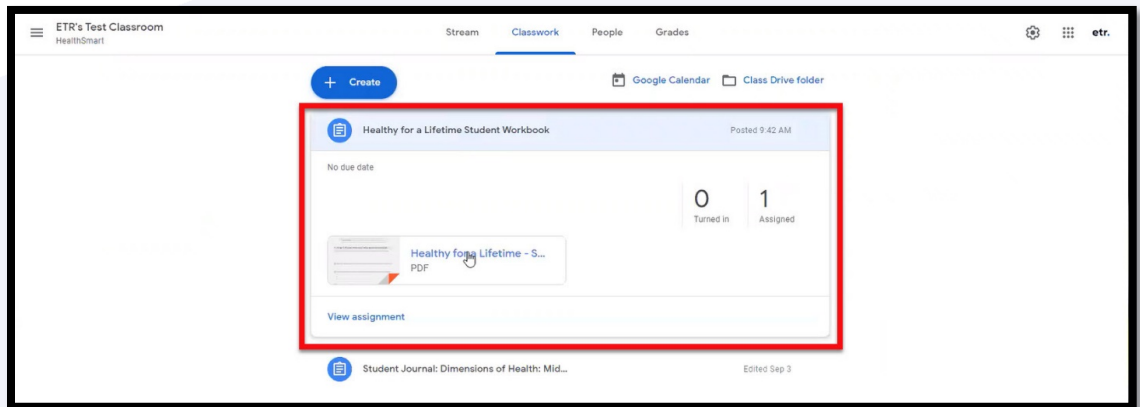 ETR's Test Classroom
HealthSmart
Stream Classwork People Grades
etr.
+ Create
Google Calendar Class Drive folder
Healthy for a Lifetime Student Workbook Posted 9:42 AM
No due date
0 1
Turned in Assigned
Healthy for a Lifetime - S...
PDF
View assignment
Student Journal: Dimensions of Health: Mid... Edited Sep 3